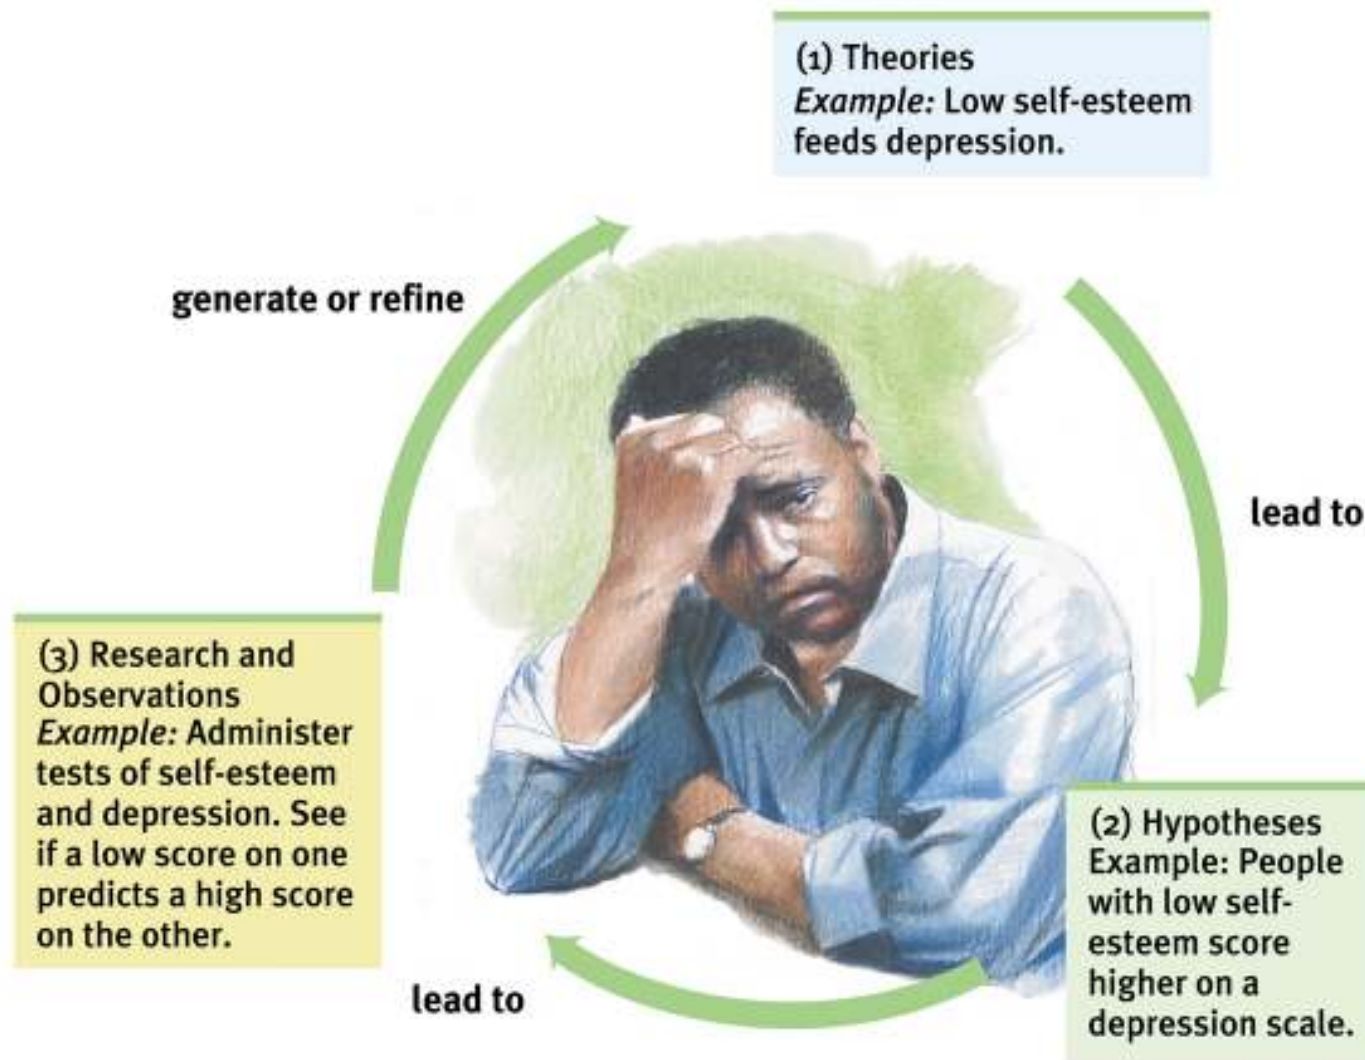 (1) Theories
Example: Low self-esteem
feeds depression.
generate or refine
lead to
(2) Hypotheses
Example: People
with low self-
esteem score
higher on a
depression scale.
lead to
(3) Research and
Observations
Example: Administer
tests of self-esteem
and depression. See
if a low score on one
predicts a high score
on the other.